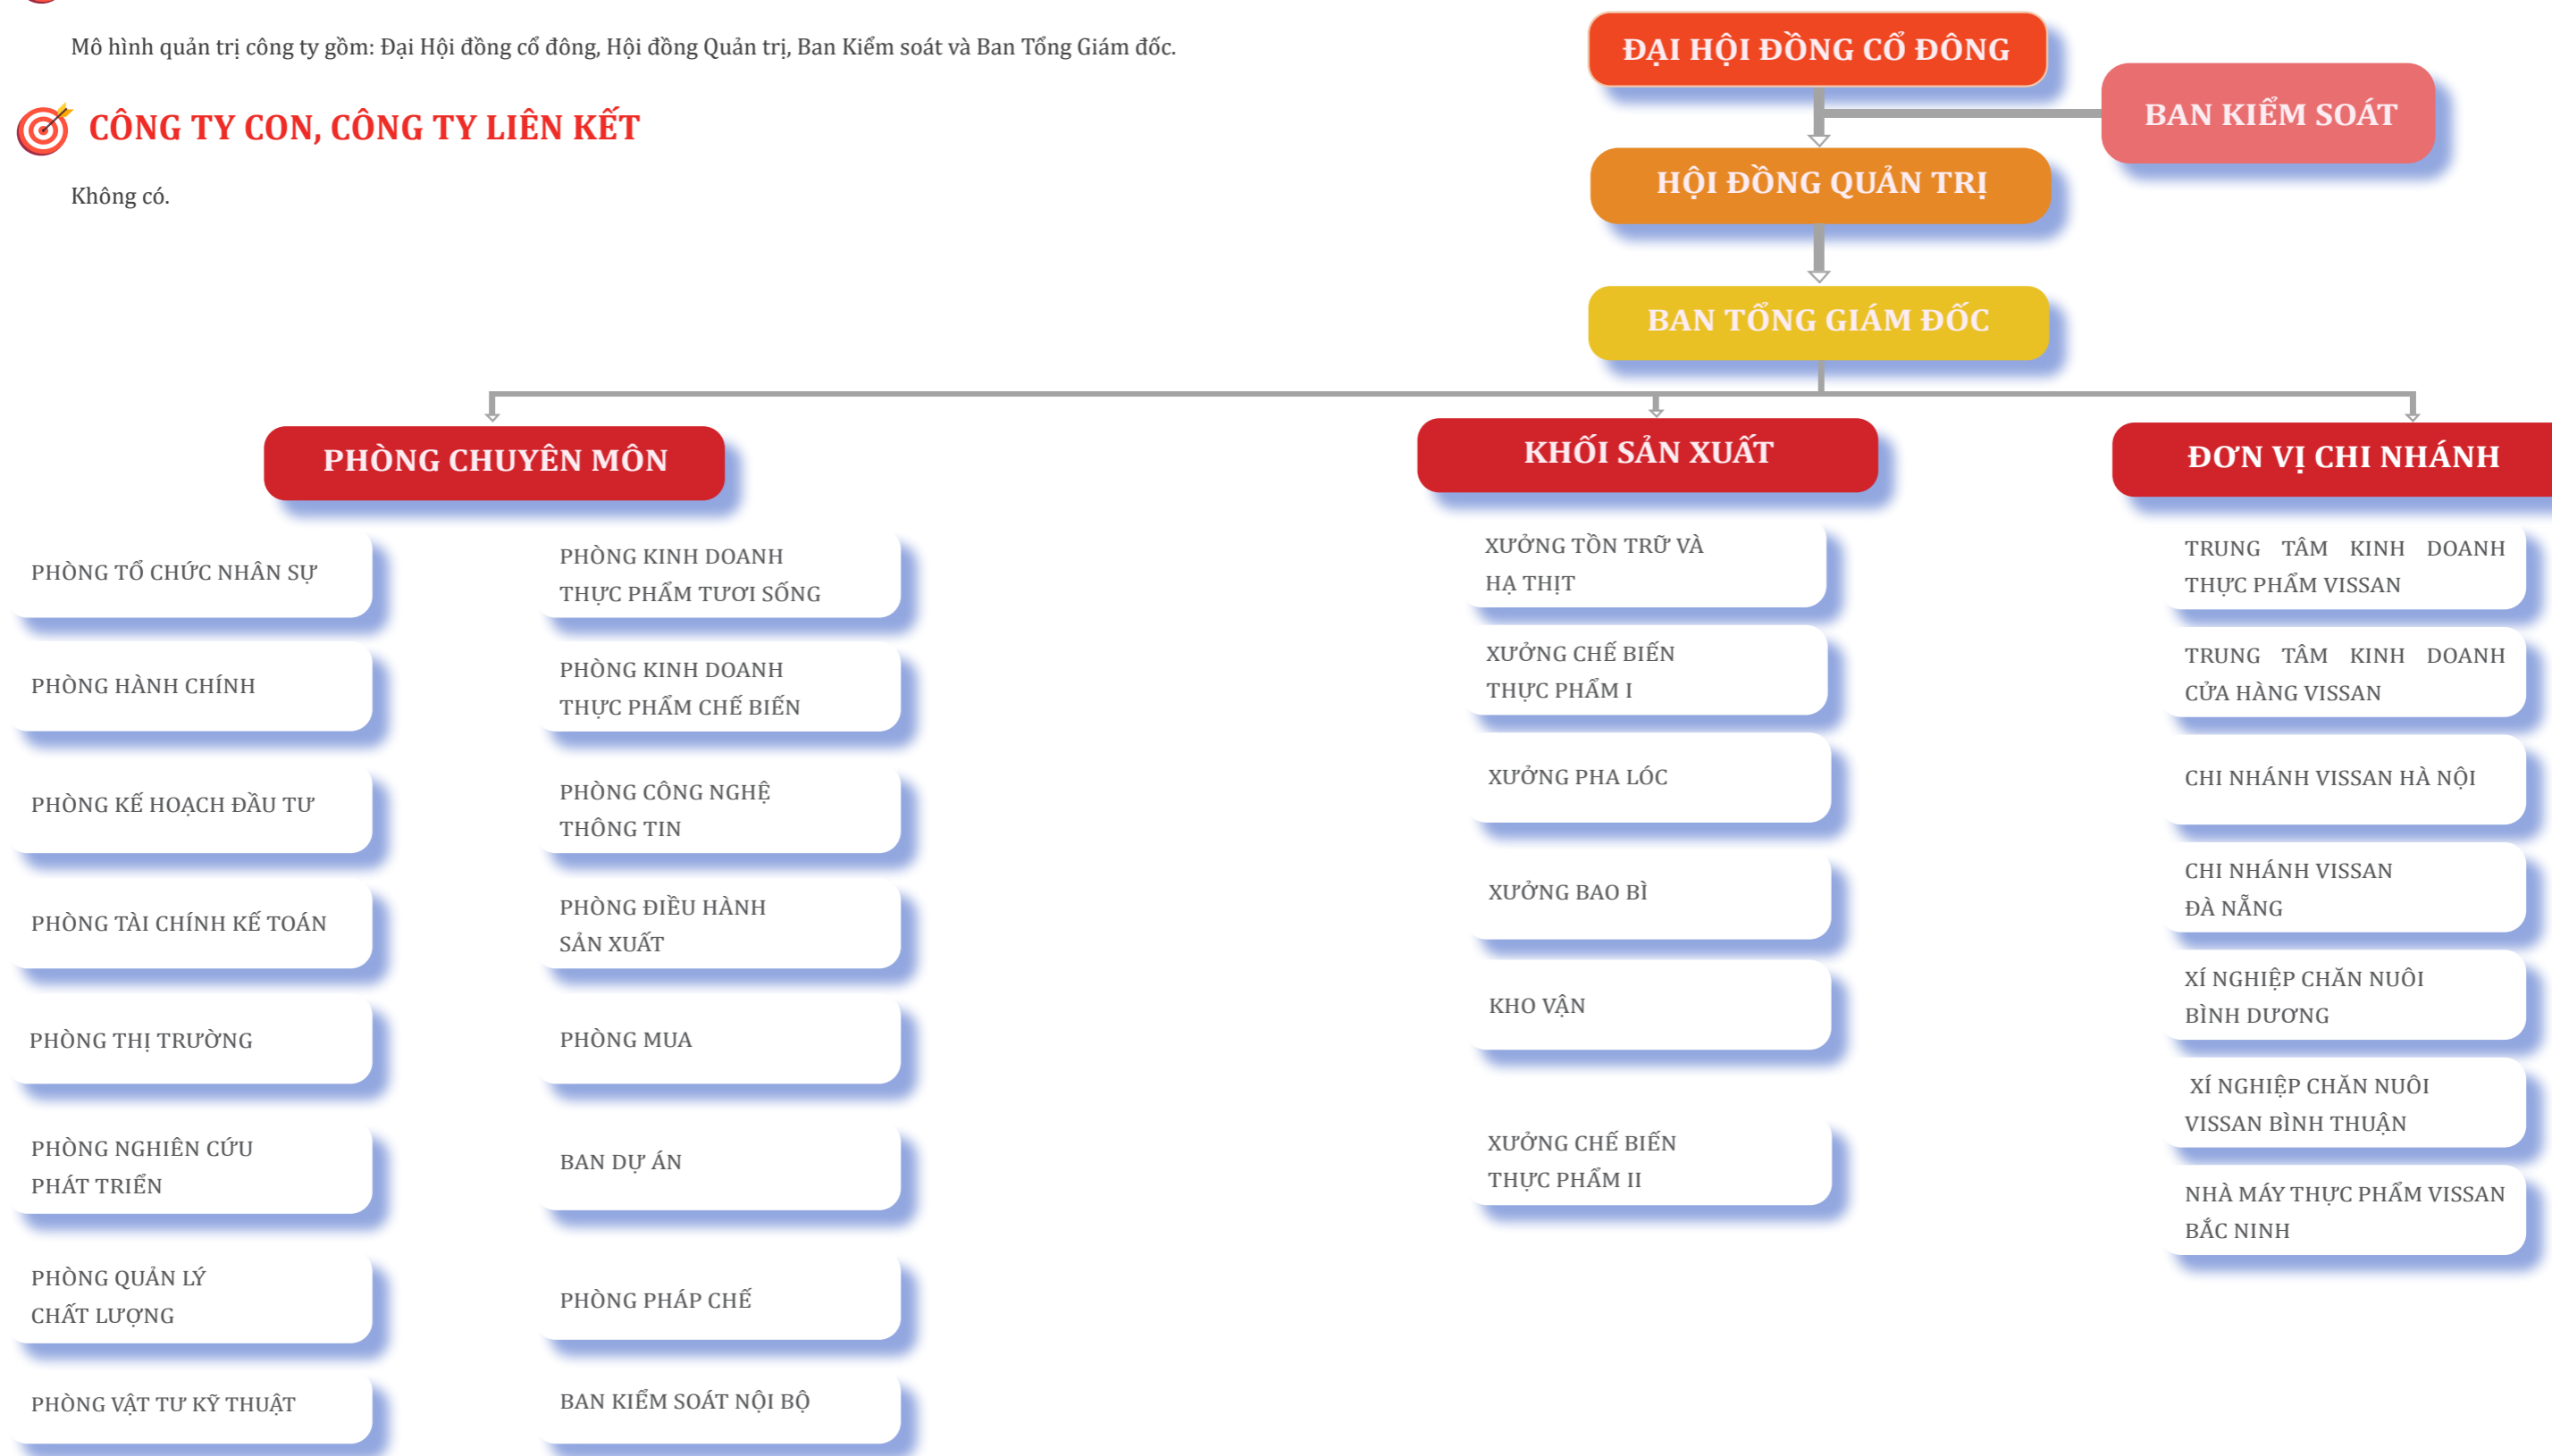 Mô hình quản trị công ty gồm: Đại Hội đồng cổ đông, Hội đồng Quản trị, Ban Kiểm soát và Ban Tổng Giám đốc.
CÔNG TY CON, CÔNG TY LIÊN KẾT
Không có.
ĐẠI HỘI ĐỒNG CỔ ĐÔNG
BAN KIỂM SOÁT
HỘI ĐỒNG QUẢN TRỊ
BAN TỔNG GIÁM ĐỐC
PHÒNG CHUYÊN MÔN
PHÒNG TỔ CHỨC NHÂN SỰ
PHÒNG HÀNH CHÍNH
PHÒNG KẾ HOẠCH ĐẦU TƯ
PHÒNG TÀI CHÍNH KẾ TOÁN
PHÒNG THỊ TRƯỜNG
PHÒNG NGHIÊN CỨU
PHÁT TRIỂN
PHÒNG QUẢN LÝ
CHẤT LƯỢNG
PHÒNG VẬT TƯ KỸ THUẬT
PHÒNG KINH DOANH
THỰC PHẨM TƯƠI SỐNG
PHÒNG KINH DOANH
THỰC PHẨM CHẾ BIẾN
PHÒNG CÔNG NGHỆ
THÔNG TIN
PHÒNG ĐIỀU HÀNH
SẢN XUẤT
PHÒNG MUA
BAN DỰ ÁN
PHÒNG PHÁP CHẾ
BAN KIỂM SOÁT NỘI BỘ
KHỐI SẢN XUẤT
XƯỞNG TỒN TRỮ VÀ
HẠ THỊT
XƯỞNG CHẾ BIẾN
THỰC PHẨM I
XƯỞNG PHA LÓC
XƯỞNG BAO BÌ
KHO VẬN
XƯỞNG CHẾ BIẾN
THỰC PHẨM II
ĐƠN VỊ CHI NHÁNH
TRUNG TÂM KINH DOANH
THỰC PHẨM VISSAN
TRUNG TÂM KINH DOANH
CỬA HÀNG VISSAN
CHI NHÁNH VISSAN HÀ NỘI
CHI NHÁNH VISSAN
ĐÀ NẴNG
XÍ NGHIỆP CHĂN NUÔI
BÌNH DƯƠNG
XÍ NGHIỆP CHĂN NUÔI
VISSAN BÌNH THUẬN
NHÀ MÁY THỰC PHẨM VISSAN
BẮC NINH